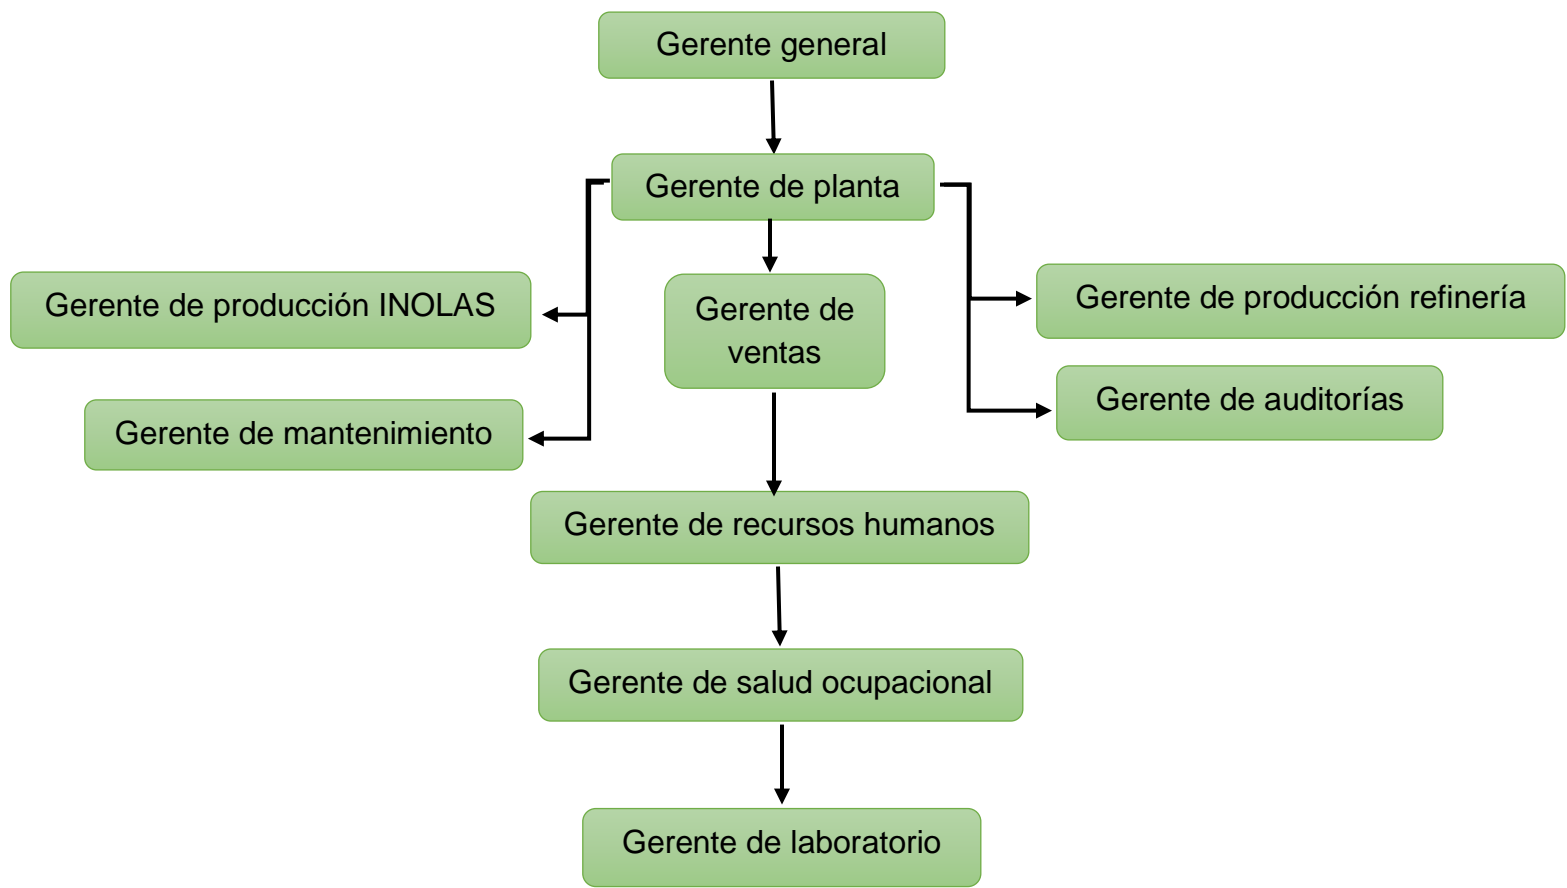 Gerente general
Gerente de planta
Gerente de producción INOLAS
Gerente de
ventas
Gerente de producción refinería
Gerente de mantenimiento
Gerente de auditorías
Gerente de recursos humanos
Gerente de salud ocupacional
Gerente de laboratorio